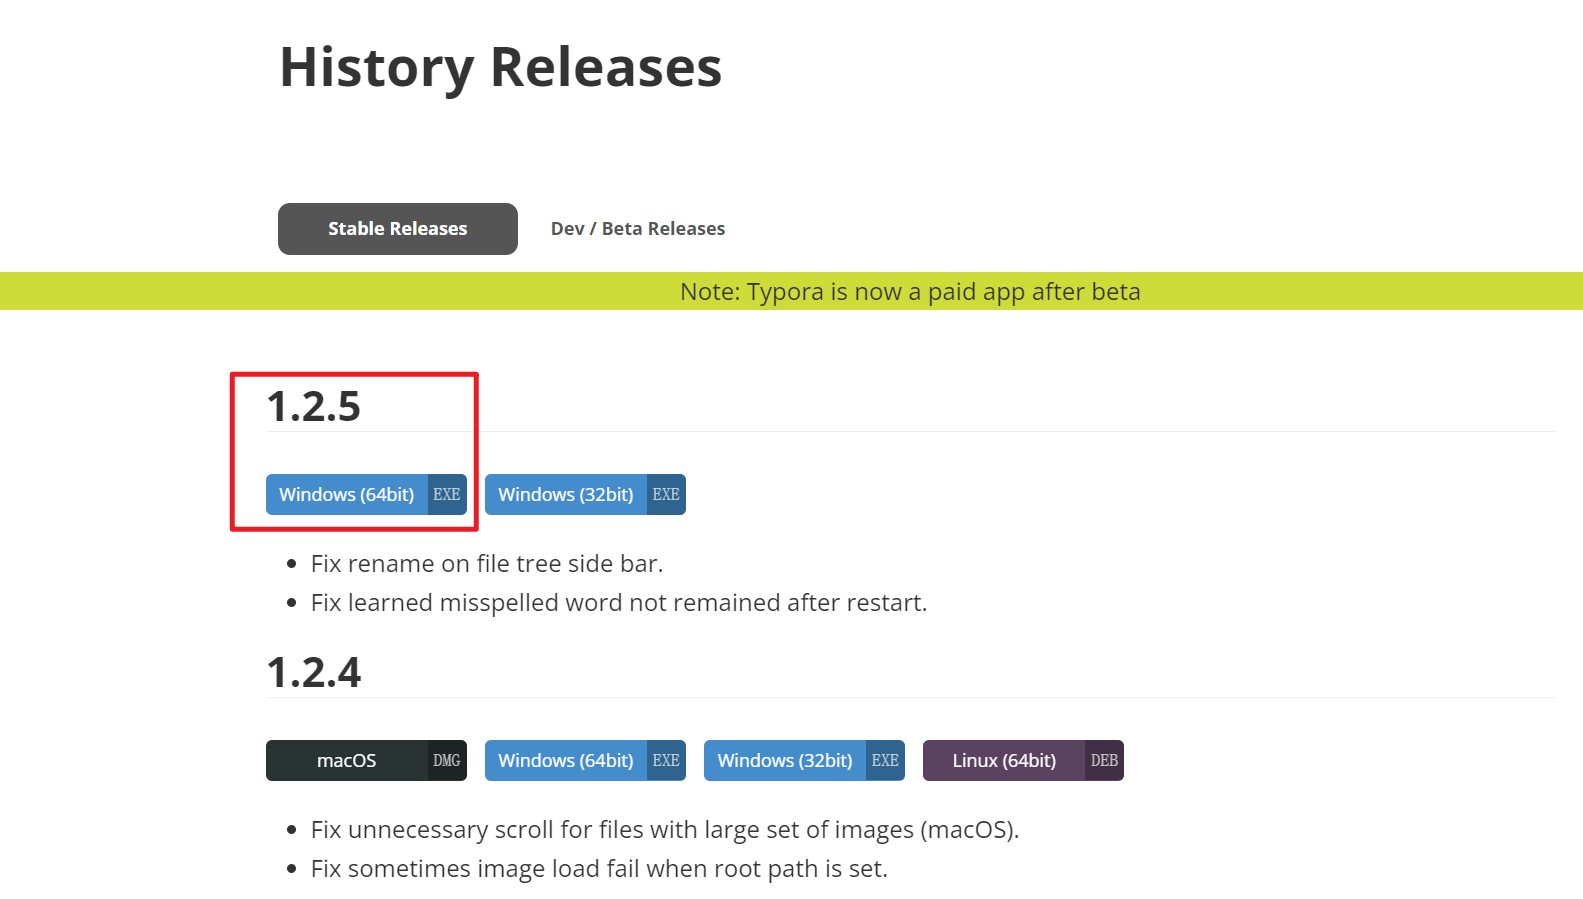 History Releases
Stable Releases Dev / Beta Releases
Note: Typora is now a paid app after beta
1.2.5
Windows (64bit) EXE Windows (32bit) EXE
Fix rename on file tree side bar.
Fix learned misspelled word not remained after restart.
1.2.4
macOS DMG Windows (64bit) EXE Windows (32bit) EXE Linux (64bit) DEB
Fix unnecessary scroll for files with large set of images (macOS).
Fix sometimes image load fail when root path is set.